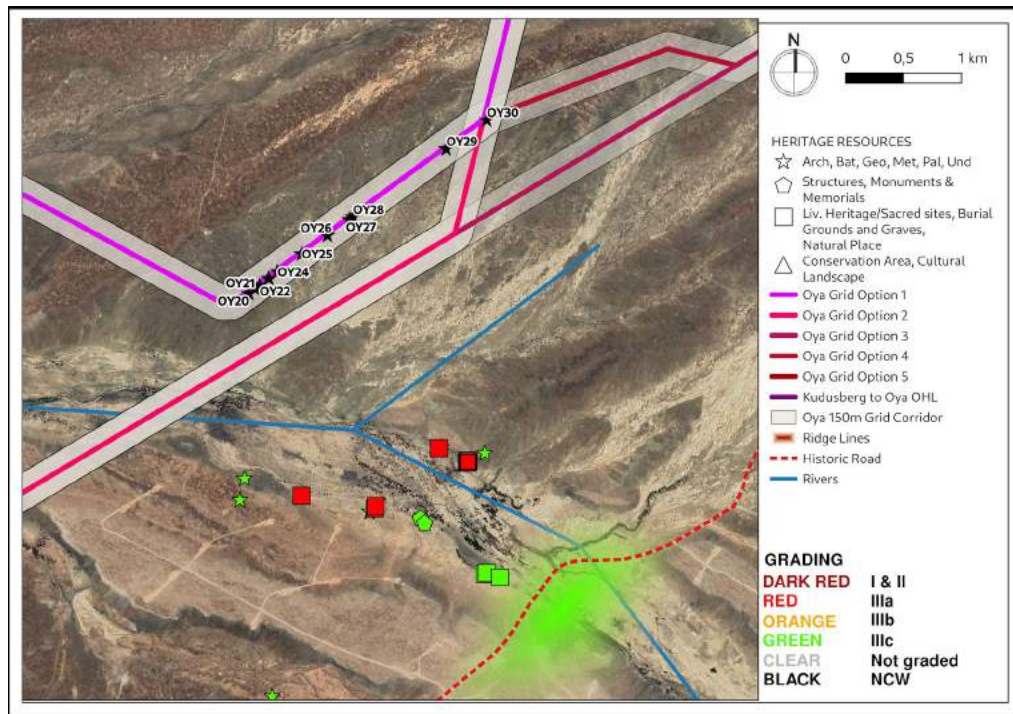 N
0 0,5 1 km
HERITAGE RESOURCES
Arch, Bat, Geo, Met, Pal, Und
Structures, Monuments &
Memorials
Liv. Heritage/Sacred sites, Burial
Grounds and Graves,
Natural Place
Conservation Area, Cultural
Landscape
Oya Grid Option 1
Oya Grid Option 2
Oya Grid Option 3
Oya Grid Option 4
Oya Grid Option 5
Kudusberg to Oya OHL
Oya 150m Grid Corridor
Ridge Lines
Historic Road
Rivers
GRADING
DARK RED I & II
RED IIIa
ORANGE IIIb
GREEN IIIc
CLEAR Not graded
BLACK NCW
OY30
OY29
OY28
OY27
OY26
OY25
OY24
OY21
OY22
OY20